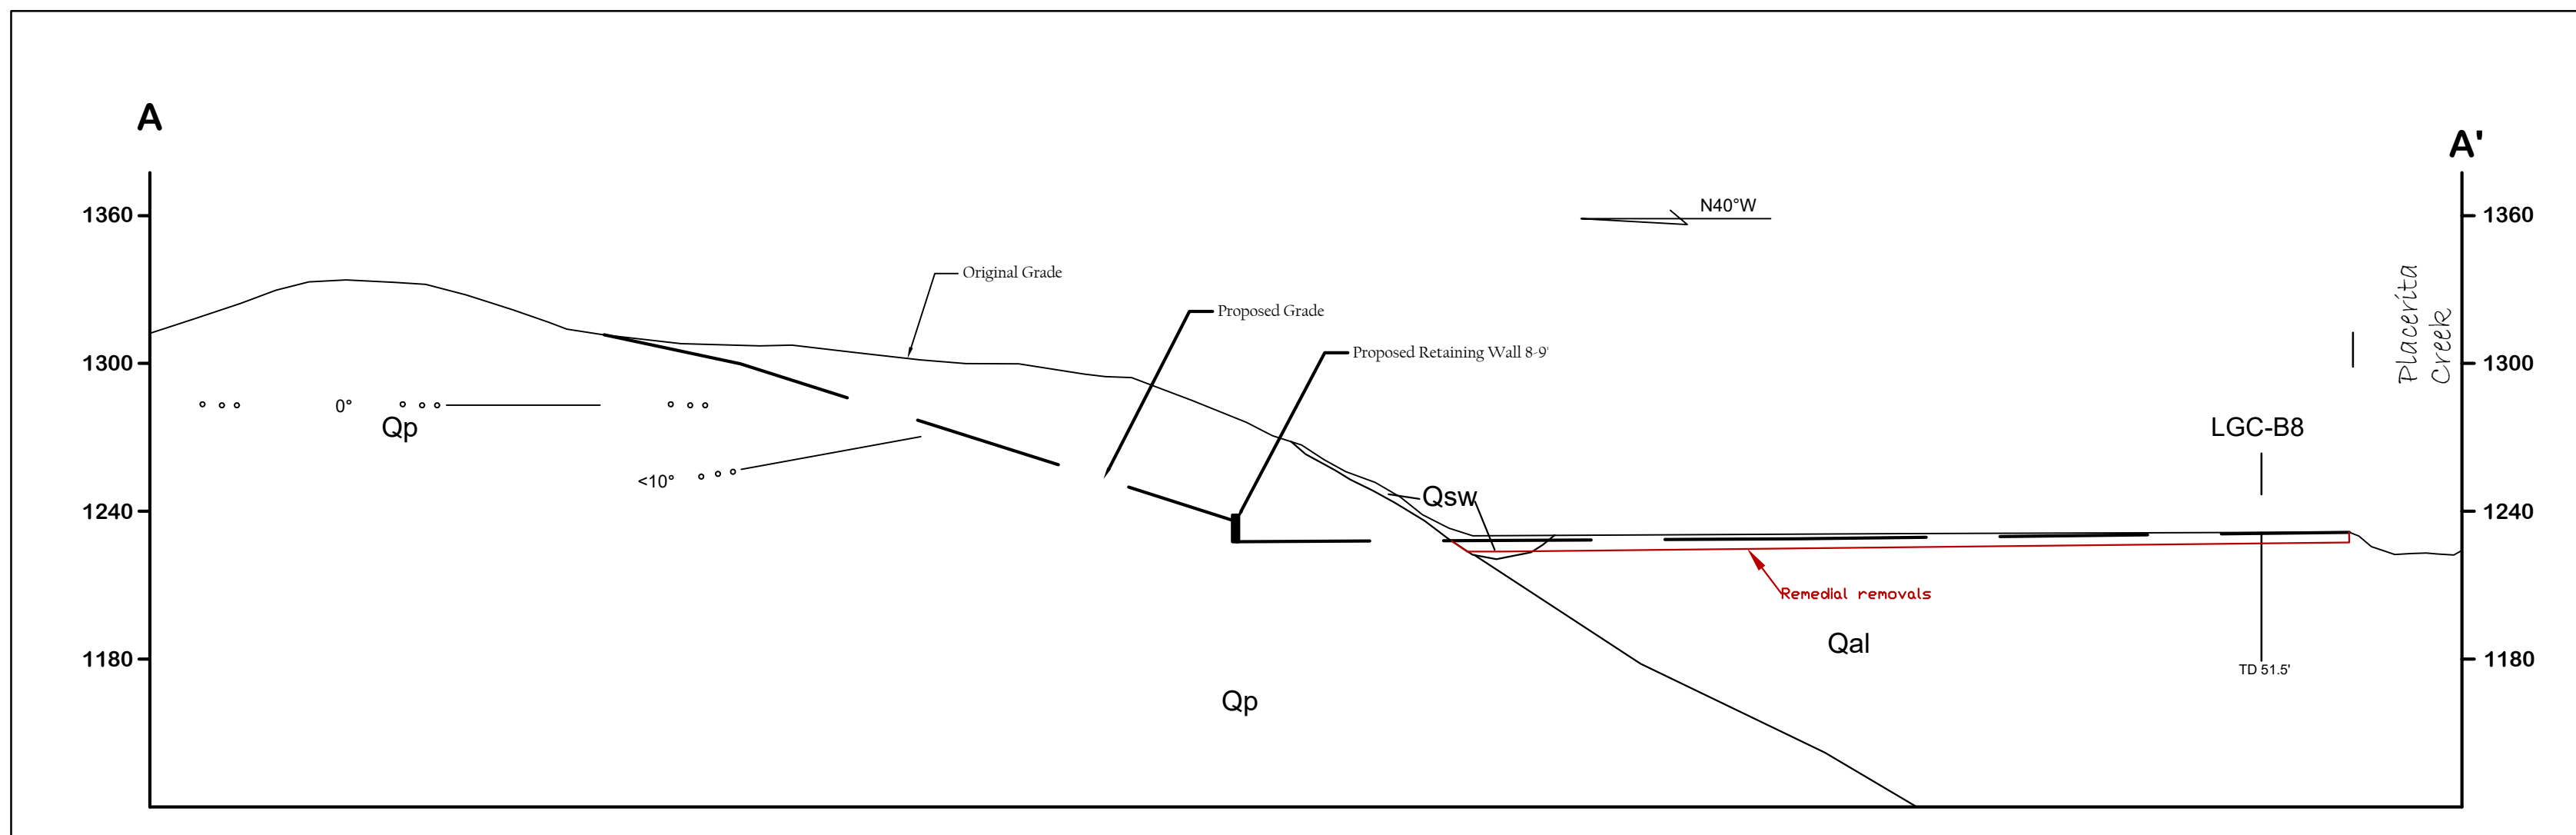 A
A'
1360
N40°W
1360
Original Grade
Placerita
Creek
Proposed Grade
Proposed Retaining Wall 8-9'
1300
1300
0°
Qp
LGC-B8
<10°
Qsw
1240
1240
Remedial removals
Qal
1180
1180
TD 51.5'
Qp